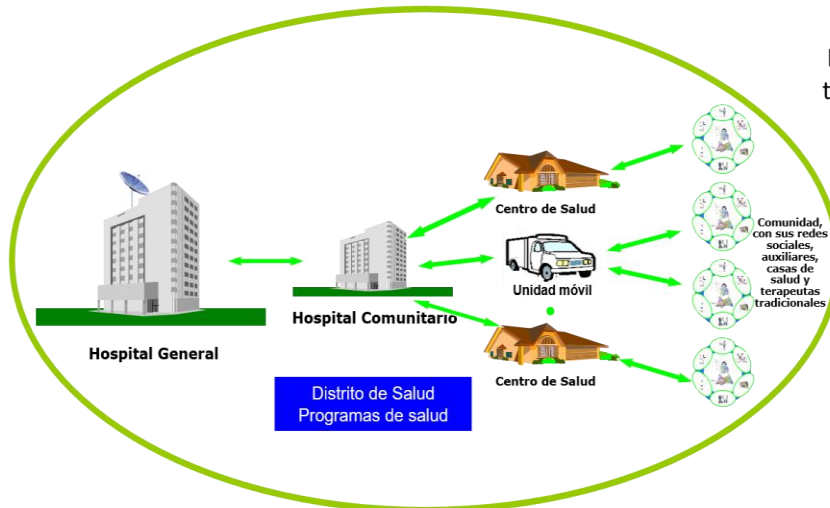 Centro de Salud
Comunidad,
con sus redes
sociales,
auxiliares,
casas de
salud y
terapeutas
tradicionales
Unidad móvil
Hospital Comunitario
Hospital General
Centro de Salud
Distrito de Salud
Programas de salud